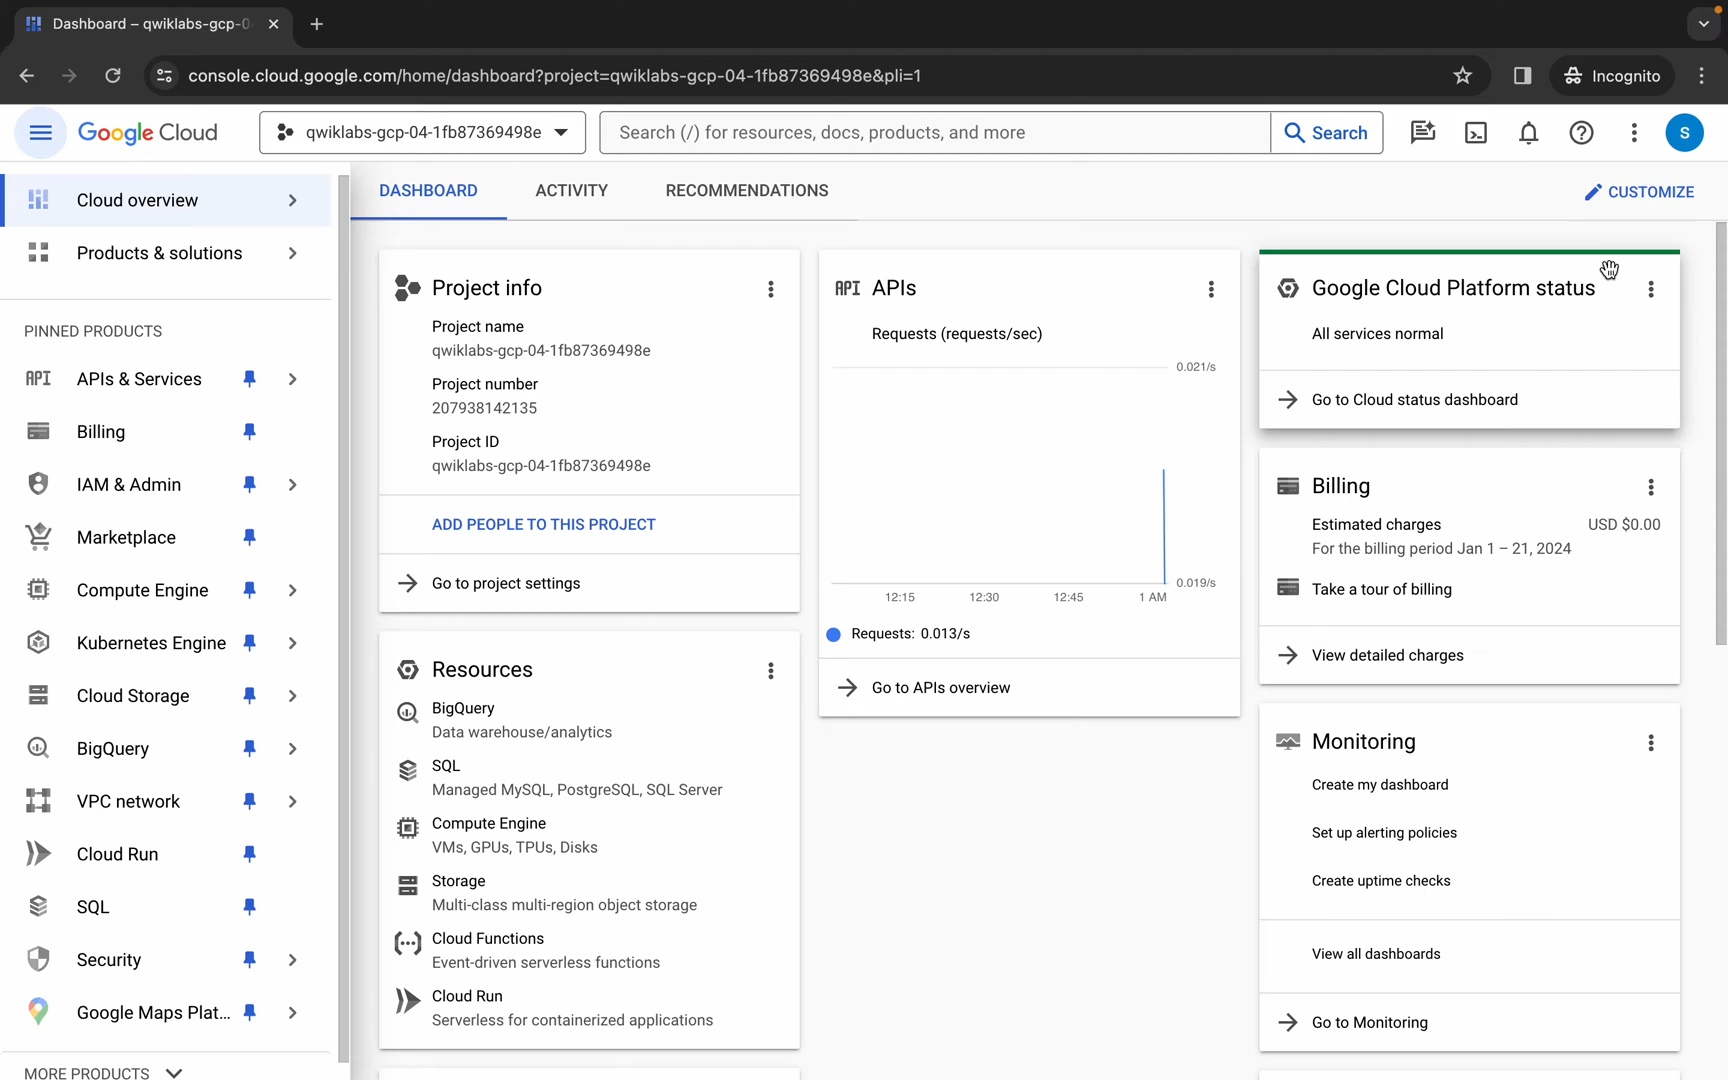 Dashboard – qwiklabs-gcp-0
console.cloud.google.com/home/dashboard?project=qwiklabs-gcp-04-1fb87369498e&pli=1
Incognito
Google Cloud
qwiklabs-gcp-04-1fb87369498e
Search (/) for resources, docs, products, and more
Search
S
Cloud overview
Products & solutions
PINNED PRODUCTS
API APIs & Services
Billing
IAM & Admin
Marketplace
Compute Engine
Kubernetes Engine
Cloud Storage
BigQuery
VPC network
Cloud Run
SQL
Security
Google Maps Plat...
MORE PRODUCTS
DASHBOARD
ACTIVITY
RECOMMENDATIONS
CUSTOMIZE
Project info
Project name
qwiklabs-gcp-04-1fb87369498e
Project number
207938142135
Project ID
qwiklabs-gcp-04-1fb87369498e
ADD PEOPLE TO THIS PROJECT
Go to project settings
Resources
BigQuery
Data warehouse/analytics
SQL
Managed MySQL, PostgreSQL, SQL Server
Compute Engine
VMs, GPUs, TPUs, Disks
Storage
Multi-class multi-region object storage
Cloud Functions
Event-driven serverless functions
Cloud Run
Serverless for containerized applications
API APIs
Requests (requests/sec)
0.021/s
0.019/s
12:15 12:30 12:45 1 AM
Requests: 0.013/s
Go to APIs overview
Google Cloud Platform status
All services normal
Go to Cloud status dashboard
Billing
Estimated charges USD $0.00
For the billing period Jan 1 – 21, 2024
Take a tour of billing
View detailed charges
Monitoring
Create my dashboard
Set up alerting policies
Create uptime checks
View all dashboards
Go to Monitoring